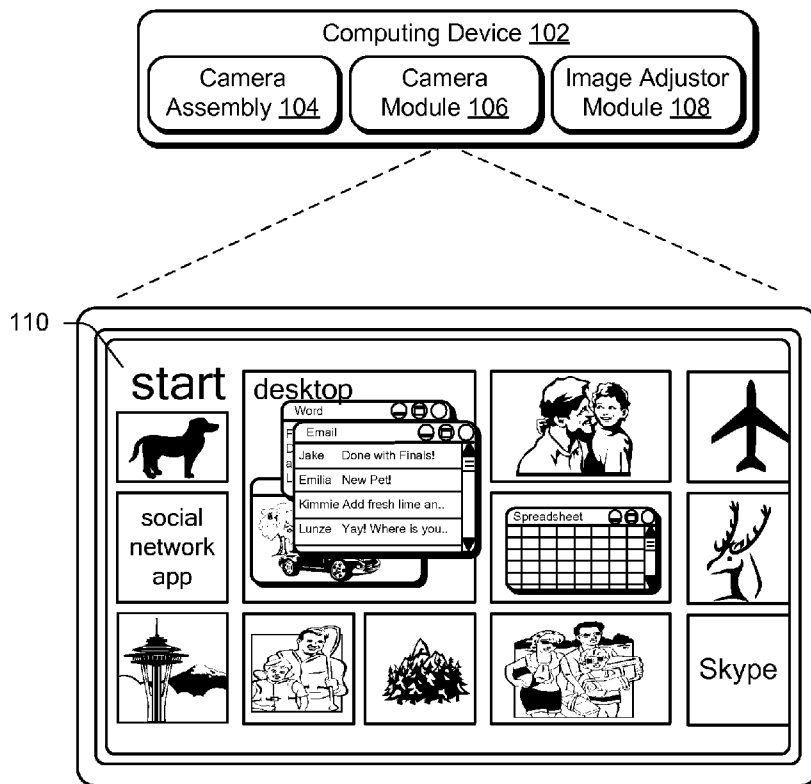 Computing Device 102
Camera
Assembly 104
Camera
Module 106
Image Adjustor
Module 108
110
start
desktop
Word
Email
Jake Done with Finals!
Emilia New Pet!
Kimmie Add fresh lime an..
Lunze Yay! Where is you..
social
network
app
Spreadsheet
Skype